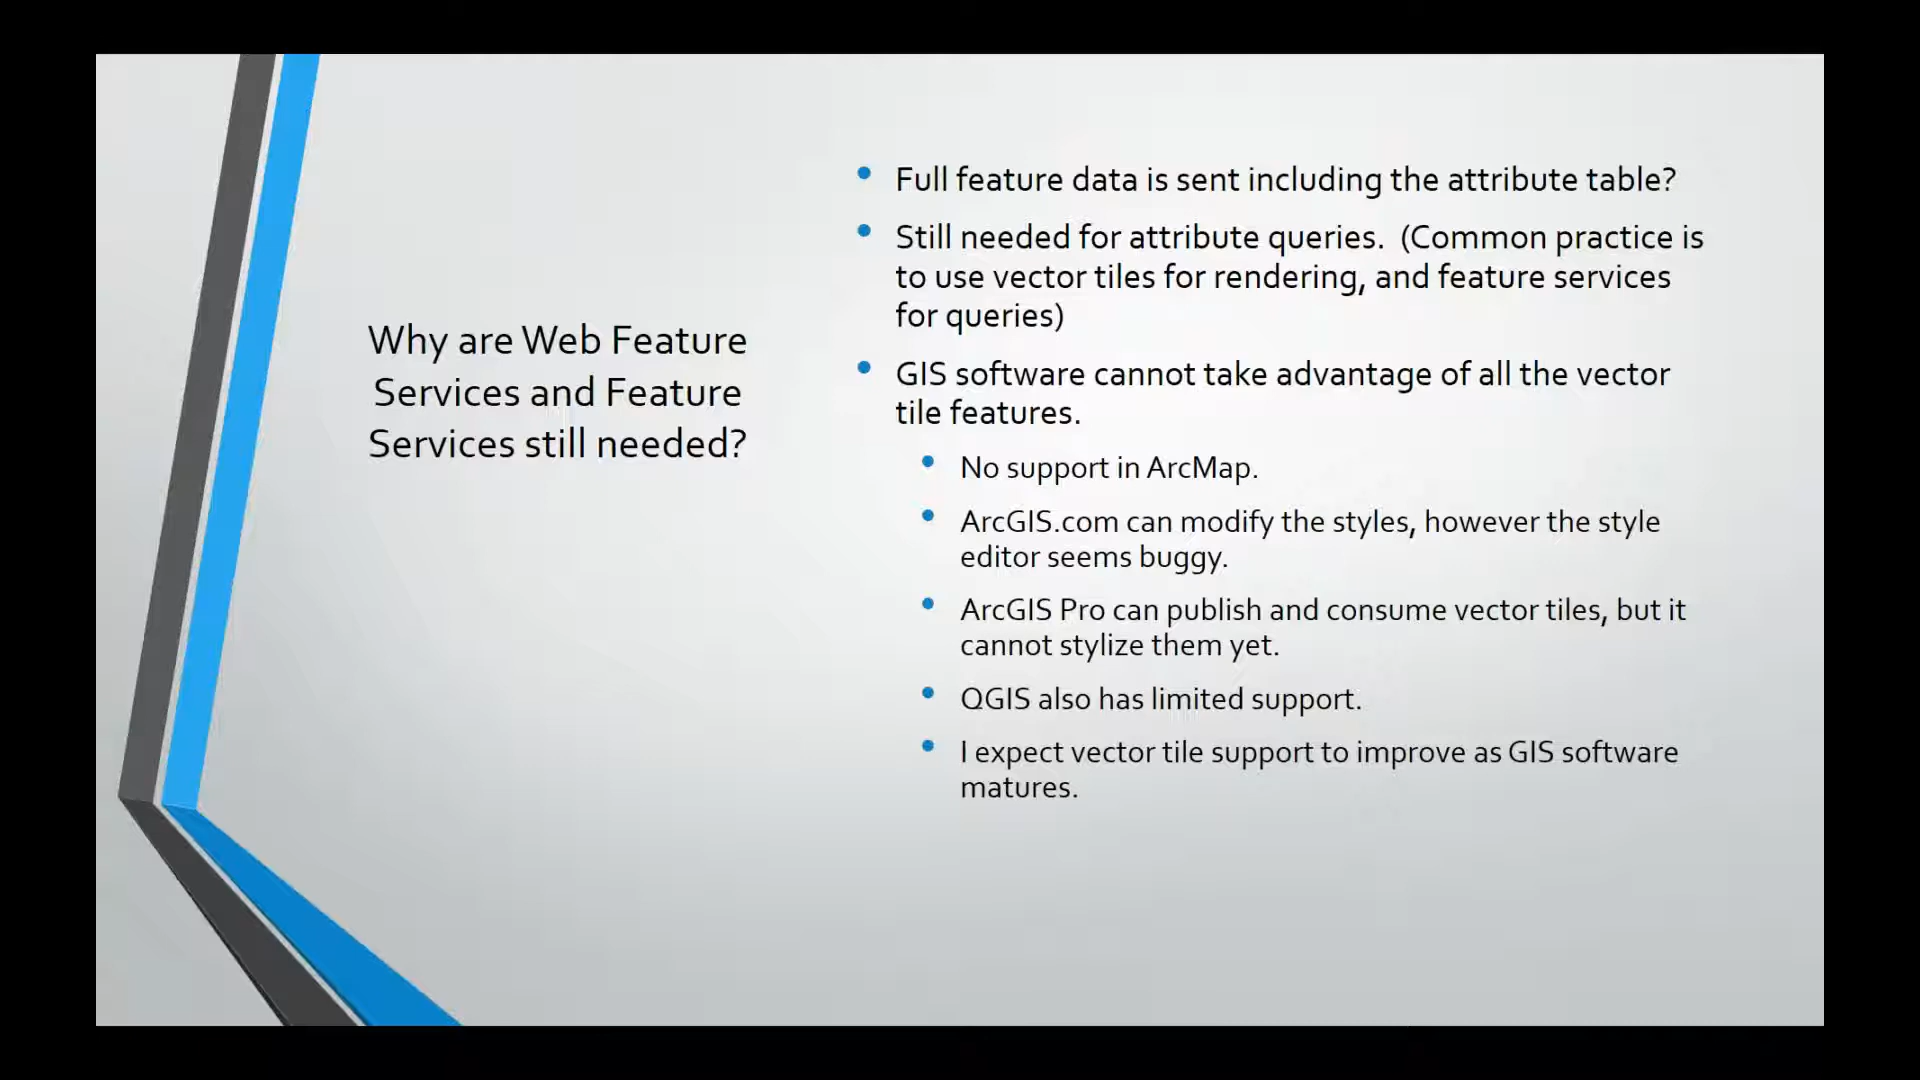 Why are Web Feature
Services and Feature
Services still needed?
• Full feature data is sent including the attribute table?
• Still needed for attribute queries.  (Common practice is
to use vector tiles for rendering, and feature services
for queries)
• GIS software cannot take advantage of all the vector
tile features.
• No support in ArcMap.
• ArcGIS.com can modify the styles, however the style
editor seems buggy.
• ArcGIS Pro can publish and consume vector tiles, but it
cannot stylize them yet.
• QGIS also has limited support.
• I expect vector tile support to improve as GIS software
matures.